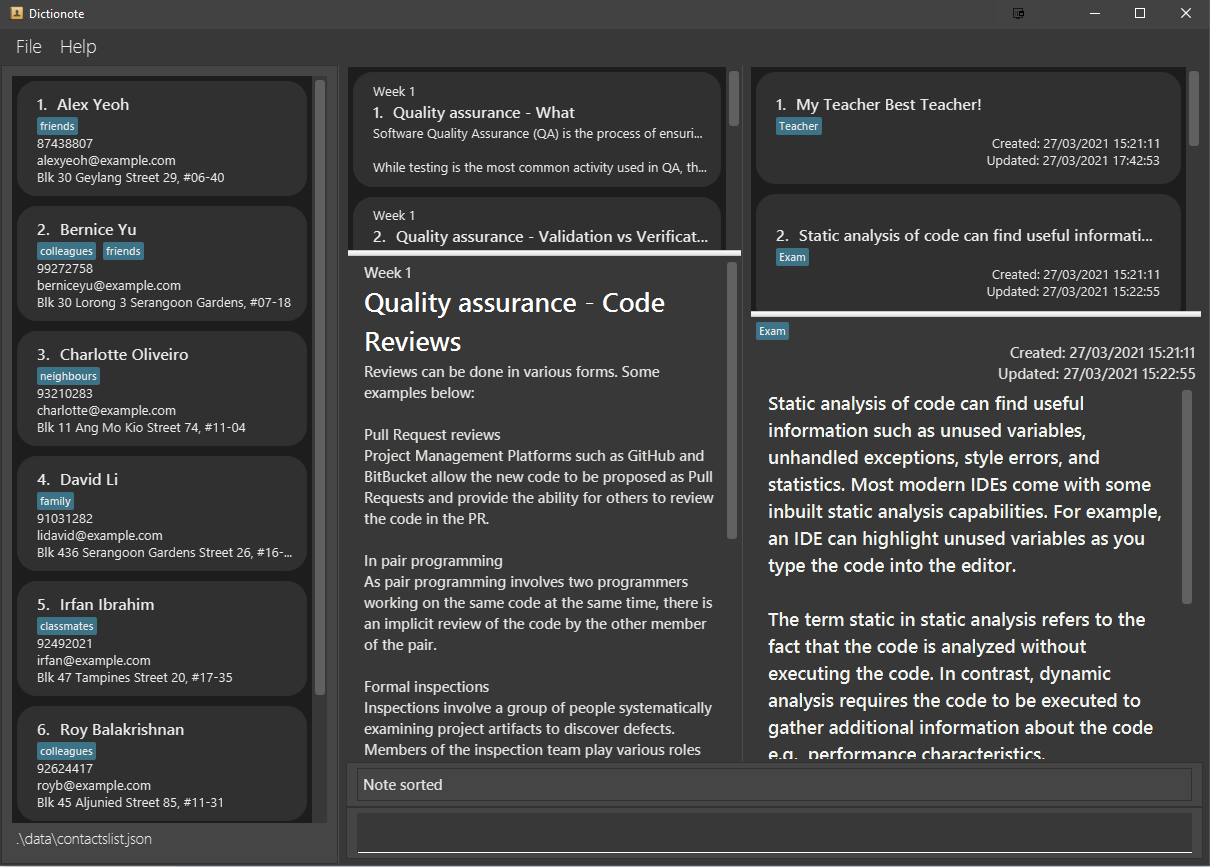 Dictionote
File Help
1. Alex Yeoh
friends
87438807
alexyeoh@example.com
Blk 30 Geylang Street 29, #06-40
2. Bernice Yu
colleagues friends
99272758
berniceyu@example.com
Blk 30 Lorong 3 Serangoon Gardens, #07-18
3. Charlotte Oliveiro
neighbours
93210283
charlotte@example.com
Blk 11 Ang Mo Kio Street 74, #11-04
4. David Li
family
91031282
lidavid@example.com
Blk 436 Serangoon Gardens Street 26, #16-...
5. Irfan Ibrahim
classmates
92492021
irfan@example.com
Blk 47 Tampines Street 20, #17-35
6. Roy Balakrishnan
colleagues
92624417
royb@example.com
Blk 45 Aljunied Street 85, #11-31
.\data\contactslist.json
Week 1
1. Quality assurance - What
Software Quality Assurance (QA) is the process of ensuri...
While testing is the most common activity used in QA, th...
Week 1
2. Quality assurance - Validation vs Verificat...
Week 1
Quality assurance - Code
Reviews
Reviews can be done in various forms. Some
examples below:
Pull Request reviews
Project Management Platforms such as GitHub and
BitBucket allow the new code to be proposed as Pull
Requests and provide the ability for others to review
the code in the PR.
In pair programming
As pair programming involves two programmers
working on the same code at the same time, there is
an implicit review of the code by the other member
of the pair.
Formal inspections
Inspections involve a group of people systematically
examining project artifacts to discover defects.
Members of the inspection team play various roles
1. My Teacher Best Teacher!
Teacher
Created: 27/03/2021 15:21:11
Updated: 27/03/2021 17:42:53
2. Static analysis of code can find useful informati...
Exam
Created: 27/03/2021 15:21:11
Updated: 27/03/2021 15:22:55
Exam
Created: 27/03/2021 15:21:11
Updated: 27/03/2021 15:22:55
Static analysis of code can find useful
information such as unused variables,
unhandled exceptions, style errors, and
statistics. Most modern IDEs come with some
inbuilt static analysis capabilities. For example,
an IDE can highlight unused variables as you
type the code into the editor.
The term static in static analysis refers to the
fact that the code is analyzed without
executing the code. In contrast, dynamic
analysis requires the code to be executed to
gather additional information about the code
e.g., performance characteristics.
Note sorted